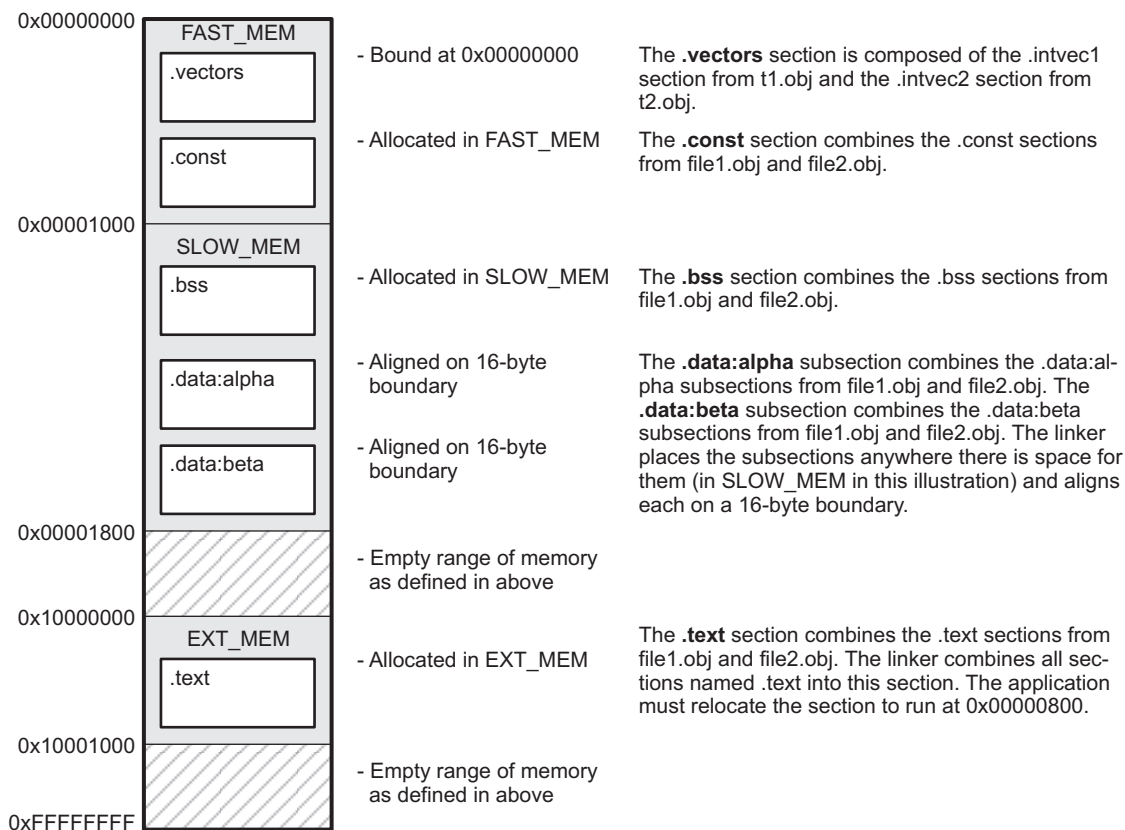 0x00000000
FAST_MEM
.vectors
- Bound at 0x00000000
The .vectors section is composed of the .intvec1
section from t1.obj and the .intvec2 section from
t2.obj.
.const
- Allocated in FAST_MEM
The .const section combines the .const sections
from file1.obj and file2.obj.
0x00001000
SLOW_MEM
.bss
- Allocated in SLOW_MEM
The .bss section combines the .bss sections from
file1.obj and file2.obj.
.data:alpha
- Aligned on 16-byte
boundary
.data:beta
- Aligned on 16-byte
boundary
The .data:alpha subsection combines the .data:al-
pha subsections from file1.obj and file2.obj. The
.data:beta subsection combines the .data:beta
subsections from file1.obj and file2.obj. The linker
places the subsections anywhere there is space for
them (in SLOW_MEM in this illustration) and aligns
each on a 16-byte boundary.
0x00001800
- Empty range of memory
as defined in above
0x10000000
EXT_MEM
.text
- Allocated in EXT_MEM
The .text section combines the .text sections from
file1.obj and file2.obj. The linker combines all sec-
tions named .text into this section. The application
must relocate the section to run at 0x00000800.
0x10001000
- Empty range of memory
as defined in above
0xFFFFFFFF